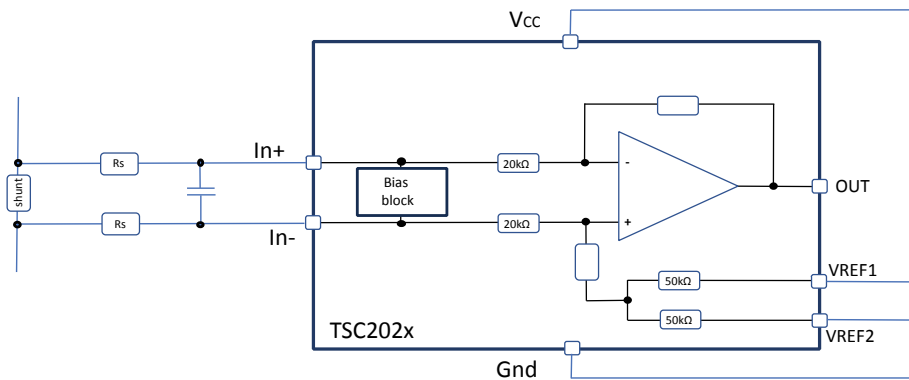 Vcc
Rs
In+
20kΩ
-
shunt
Bias
block
OUT
Rs
In-
20kΩ
+
50kΩ
VREF1
50kΩ
VREF2
TSC202x
Gnd